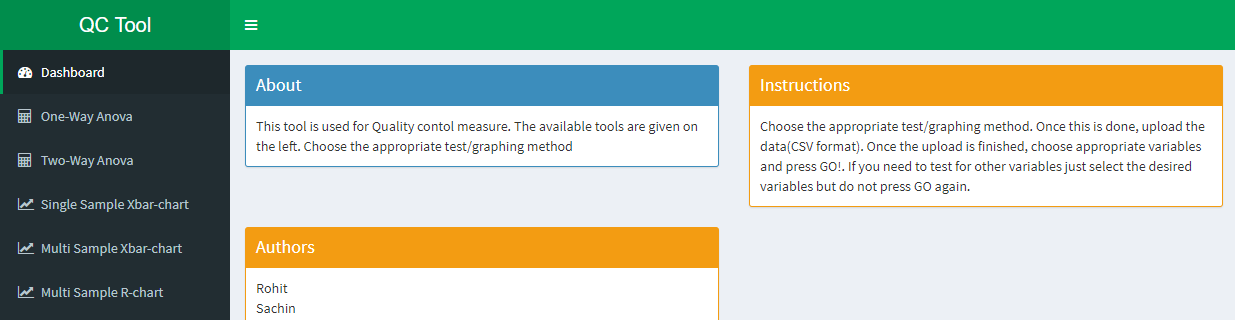 QC Tool
Dashboard
One-Way Anova
Two-Way Anova
Single Sample Xbar-chart
Multi Sample Xbar-chart
Multi Sample R-chart
About
This tool is used for Quality contol measure. The available tools are given on
the left. Choose the appropriate test/graphing method
Instructions
Choose the appropriate test/graphing method. Once this is done, upload the
data(CSV format). Once the upload is finished, choose appropriate variables
and press GO!. If you need to test for other variables just select the desired
variables but do not press GO again.
Authors
Rohit
Sachin